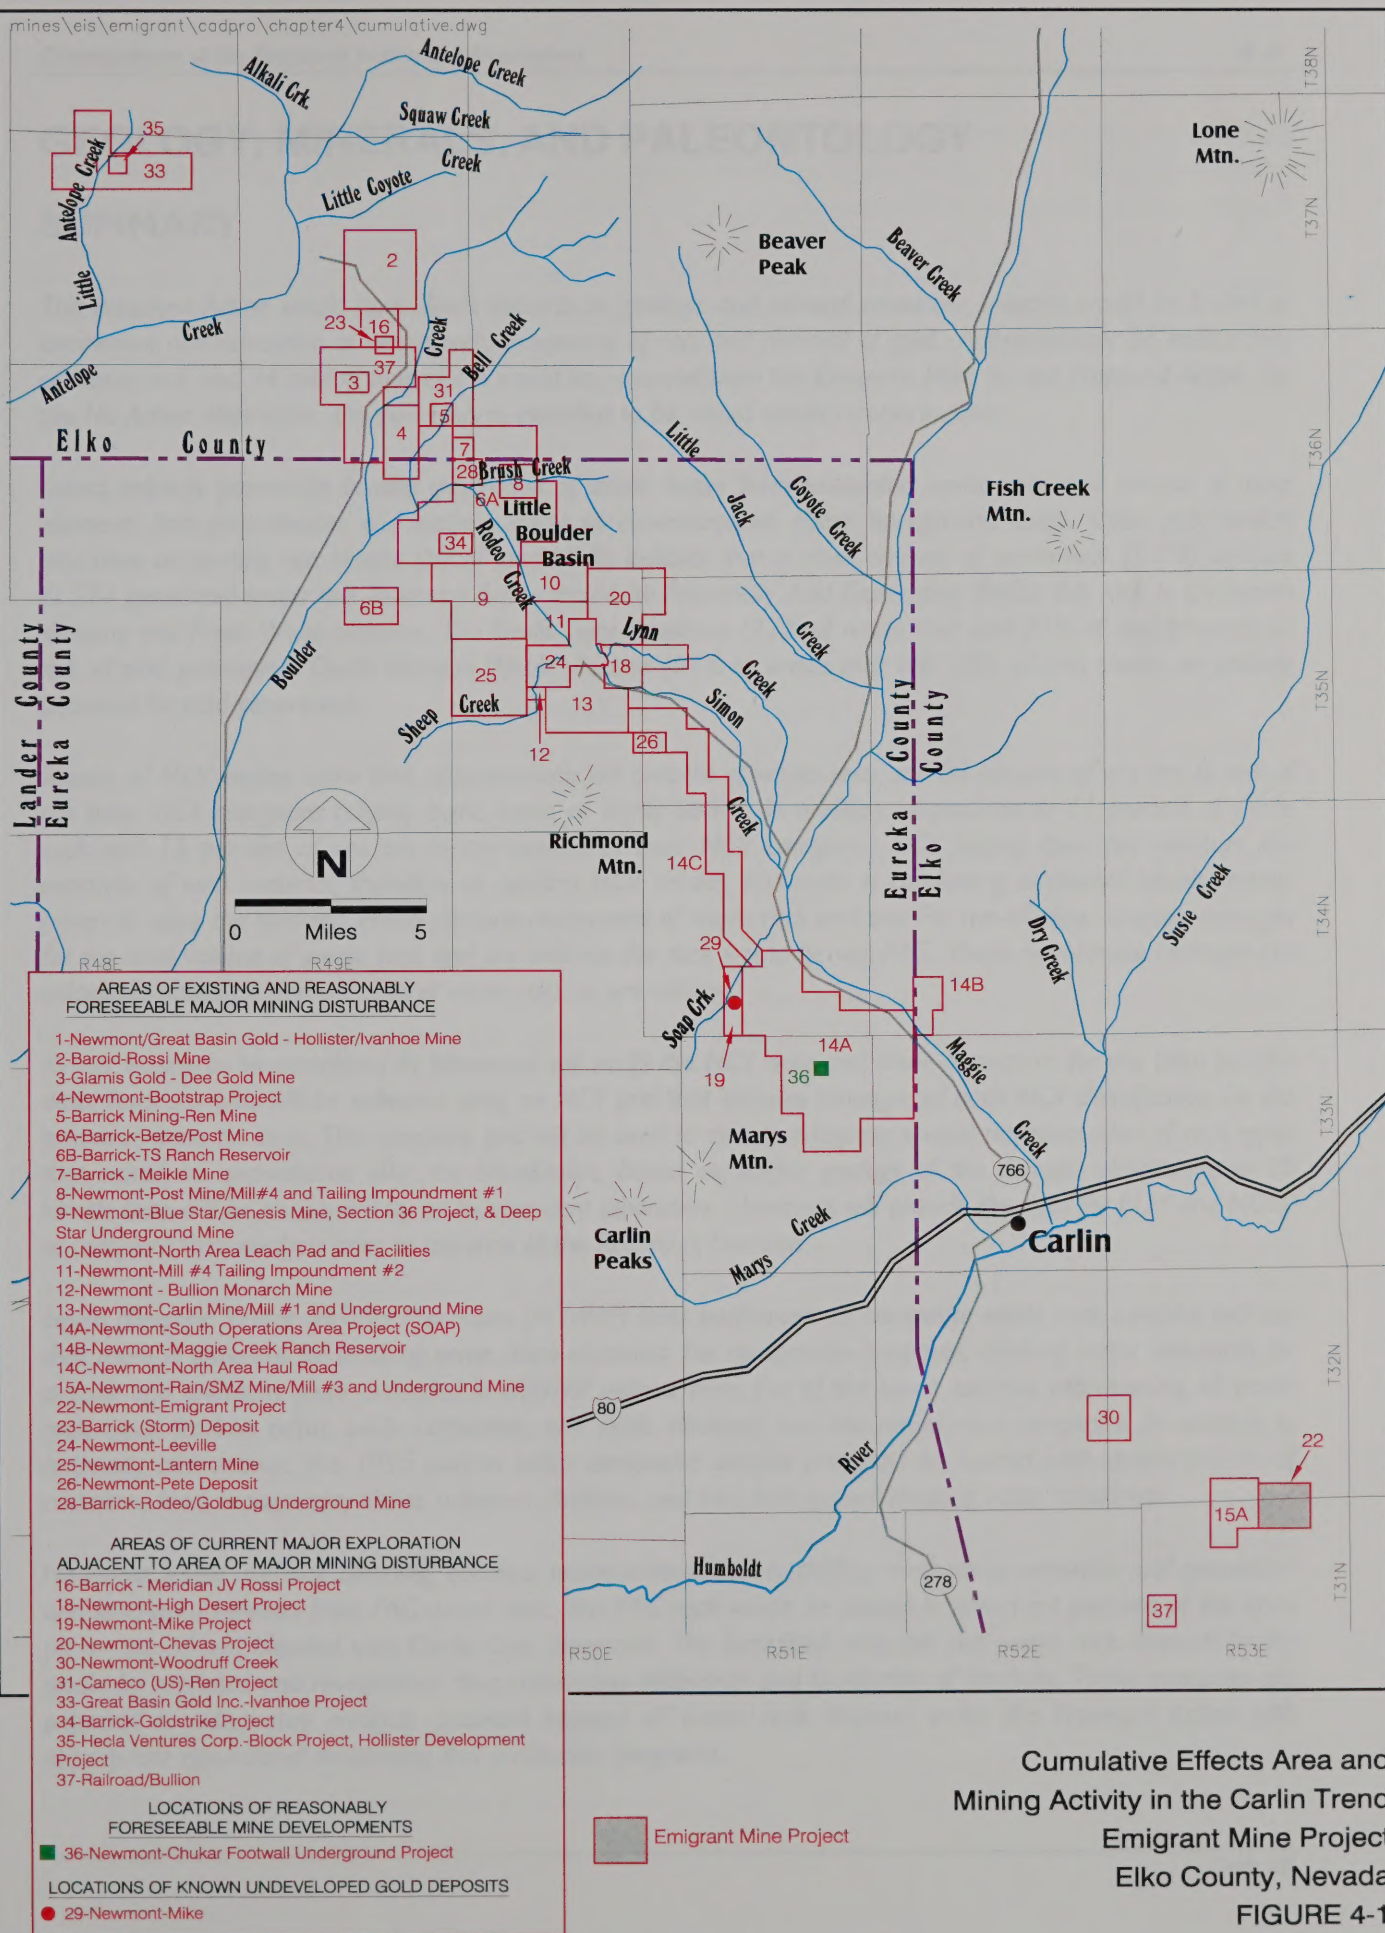 mines\eis\emigrant\cadpro\chapter4\cumulative.dwg
Alkali Crk.
Antelope Creek
Squaw Creek
Creek
Little Coyote
35
33
Little Antelope Creek
Creek
Antelope
2
16
23
37
3
4
31
5
7
28
8
6A
34
6B
9
10
20
11
24
18
25
13
12
26
Creek
Bell Creek
Brush Creek
Little
Boulder
Basin
Rodeo Creek
Boulder
Lynn
Creek
Simon
Creek
Sheep Creek
Beaver
Peak
Beaver Creek
Lone
Mtn.
T38N
T37N
T36N
T35N
T34N
T33N
T32N
T31N
Elko County
Lander County
Eureka County
Little Jack Creek
Coyote Creek
Fish Creek
Mtn.
Eureka County
Elko County
Richmond
Mtn.
N
0 Miles 5
R48E
R49E
14C
29
Soap Crk.
19
14A
36
14B
Maggie
Creek
Dry Creek
Susie Creek
Marys
Mtn.
Carlin
Peaks
Marys Creek
766
Carlin
80
River
Humboldt
278
30
22
15A
37
R50E
R51E
R52E
R53E
AREAS OF EXISTING AND REASONABLY
FORESEEABLE MAJOR MINING DISTURBANCE
1-Newmont/Great Basin Gold - Hollister/Ivanhoe Mine
2-Baroid-Rossi Mine
3-Glamis Gold - Dee Gold Mine
4-Newmont-Bootstrap Project
5-Barrick Mining-Ren Mine
6A-Barrick-Betze/Post Mine
6B-Barrick-TS Ranch Reservoir
7-Barrick - Meikle Mine
8-Newmont-Post Mine/Mill#4 and Tailing Impoundment #1
9-Newmont-Blue Star/Genesis Mine, Section 36 Project, & Deep
Star Underground Mine
10-Newmont-North Area Leach Pad and Facilities
11-Newmont-Mill #4 Tailing Impoundment #2
12-Newmont - Bullion Monarch Mine
13-Newmont-Carlin Mine/Mill #1 and Underground Mine
14A-Newmont-South Operations Area Project (SOAP)
14B-Newmont-Maggie Creek Ranch Reservoir
14C-Newmont-North Area Haul Road
15A-Newmont-Rain/SMZ Mine/Mill #3 and Underground Mine
22-Newmont-Emigrant Project
23-Barrick (Storm) Deposit
24-Newmont-Leeville
25-Newmont-Lantern Mine
26-Newmont-Pete Deposit
28-Barrick-Rodeo/Goldbug Underground Mine
AREAS OF CURRENT MAJOR EXPLORATION
ADJACENT TO AREA OF MAJOR MINING DISTURBANCE
16-Barrick - Meridian JV Rossi Project
18-Newmont-High Desert Project
19-Newmont-Mike Project
20-Newmont-Chevas Project
30-Newmont-Woodruff Creek
31-Cameco (US)-Ren Project
33-Great Basin Gold Inc.-Ivanhoe Project
34-Barrick-Goldstrike Project
35-Hecla Ventures Corp.-Block Project, Hollister Development
Project
37-Railroad/Bullion
LOCATIONS OF REASONABLY
FORESEEABLE MINE DEVELOPMENTS
36-Newmont-Chukar Footwall Underground Project
LOCATIONS OF KNOWN UNDEVELOPED GOLD DEPOSITS
29-Newmont-Mike
Emigrant Mine Project
Cumulative Effects Area and
Mining Activity in the Carlin Trend
Emigrant Mine Project
Elko County, Nevada
FIGURE 4-1